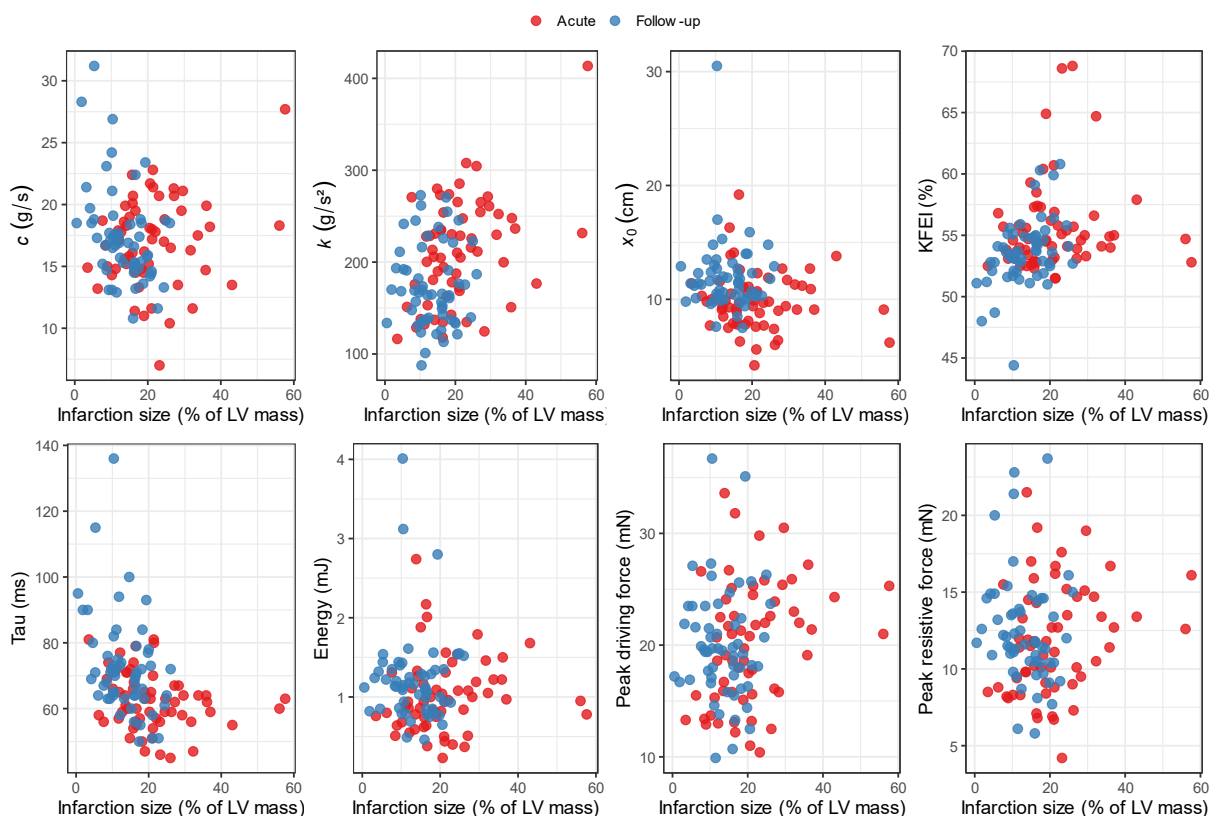 Acute Follow-up
c (g/s)
30
25
20
15
10
0 20 40 60
Infarction size (% of LV mass)
k (g/s²)
400
300
200
100
0 20 40 60
Infarction size (% of LV mass)
x0 (cm)
30
20
10
0 20 40 60
Infarction size (% of LV mass)
KFEI (%)
70
65
60
55
50
45
0 20 40 60
Infarction size (% of LV mass)
Tau (ms)
140
120
100
80
60
0 20 40 60
Infarction size (% of LV mass)
Energy (mJ)
4
3
2
1
0 20 40 60
Infarction size (% of LV mass)
Peak driving force (mN)
30
20
10
0 20 40 60
Infarction size (% of LV mass)
Peak resistive force (mN)
20
15
10
5
0 20 40 60
Infarction size (% of LV mass)